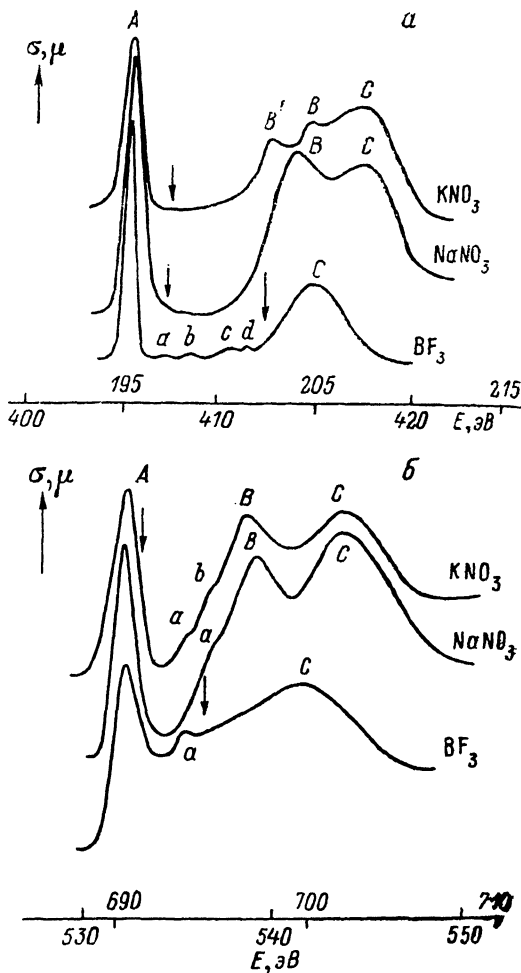 a
σ, μ
A
B'
B
C
KNO₃
B
C
NaNO₃
C
a
b
c
d
BF₃
195
205
215
400
410
420
E, эВ
б
σ, μ
A
B
C
KNO₃
b
a
B
C
NaNO₃
a
C
BF₃
a
690
700
710
530
540
550
E, эВ